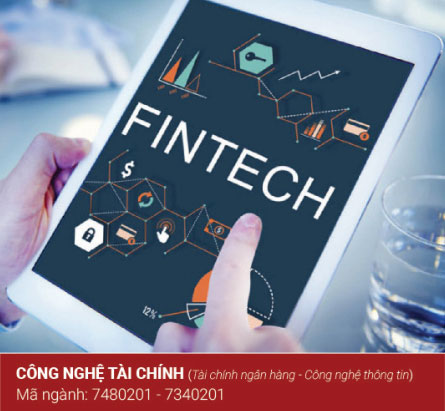 FINTECH
$
12%
CÔNG NGHỆ TÀI CHÍNH (Tài chính ngân hàng - Công nghệ thông tin)
Mã ngành: 7480201 - 7340201